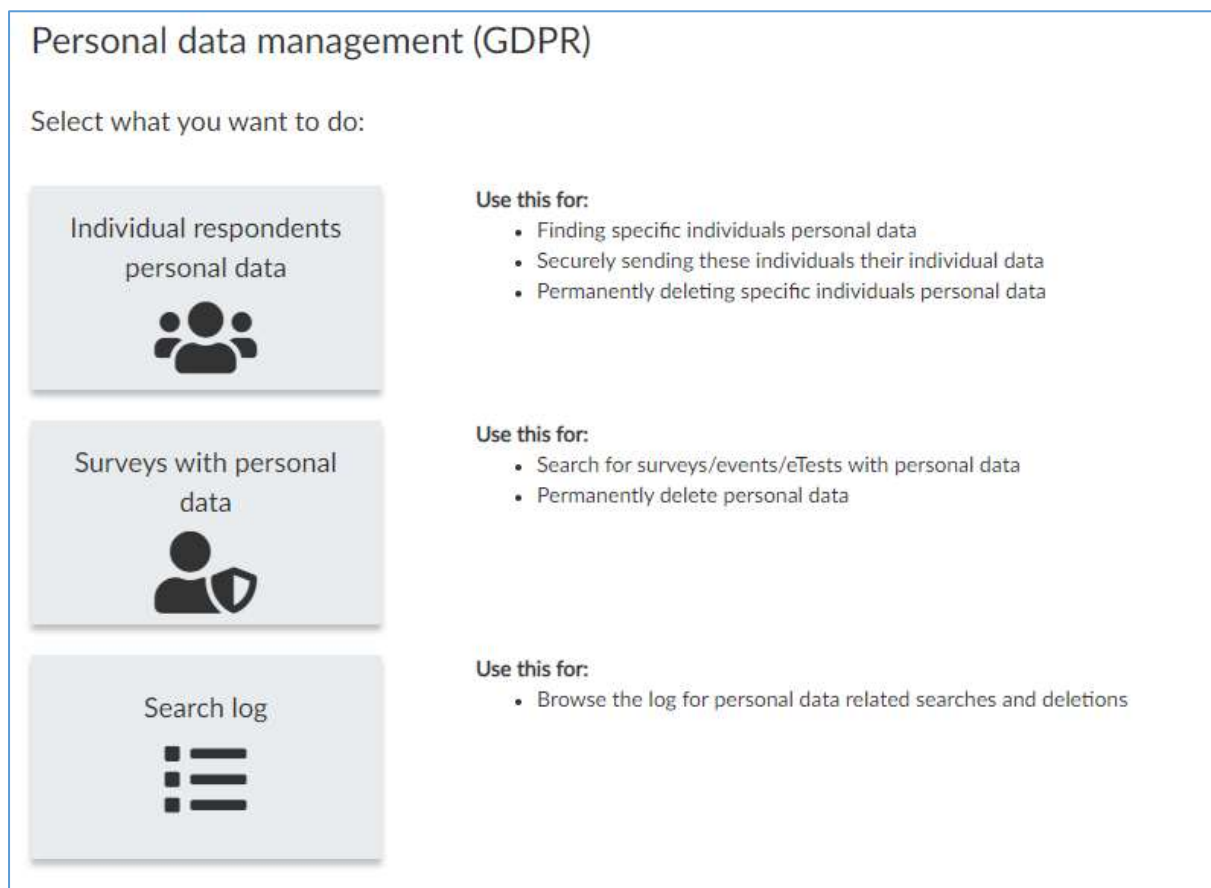 Personal data management (GDPR)
Select what you want to do:
Individual respondents
personal data
Use this for:
• Finding specific individuals personal data
• Securely sending these individuals their individual data
• Permanently deleting specific individuals personal data
Surveys with personal
data
Use this for:
• Search for surveys/events/eTests with personal data
• Permanently delete personal data
Search log
Use this for:
• Browse the log for personal data related searches and deletions